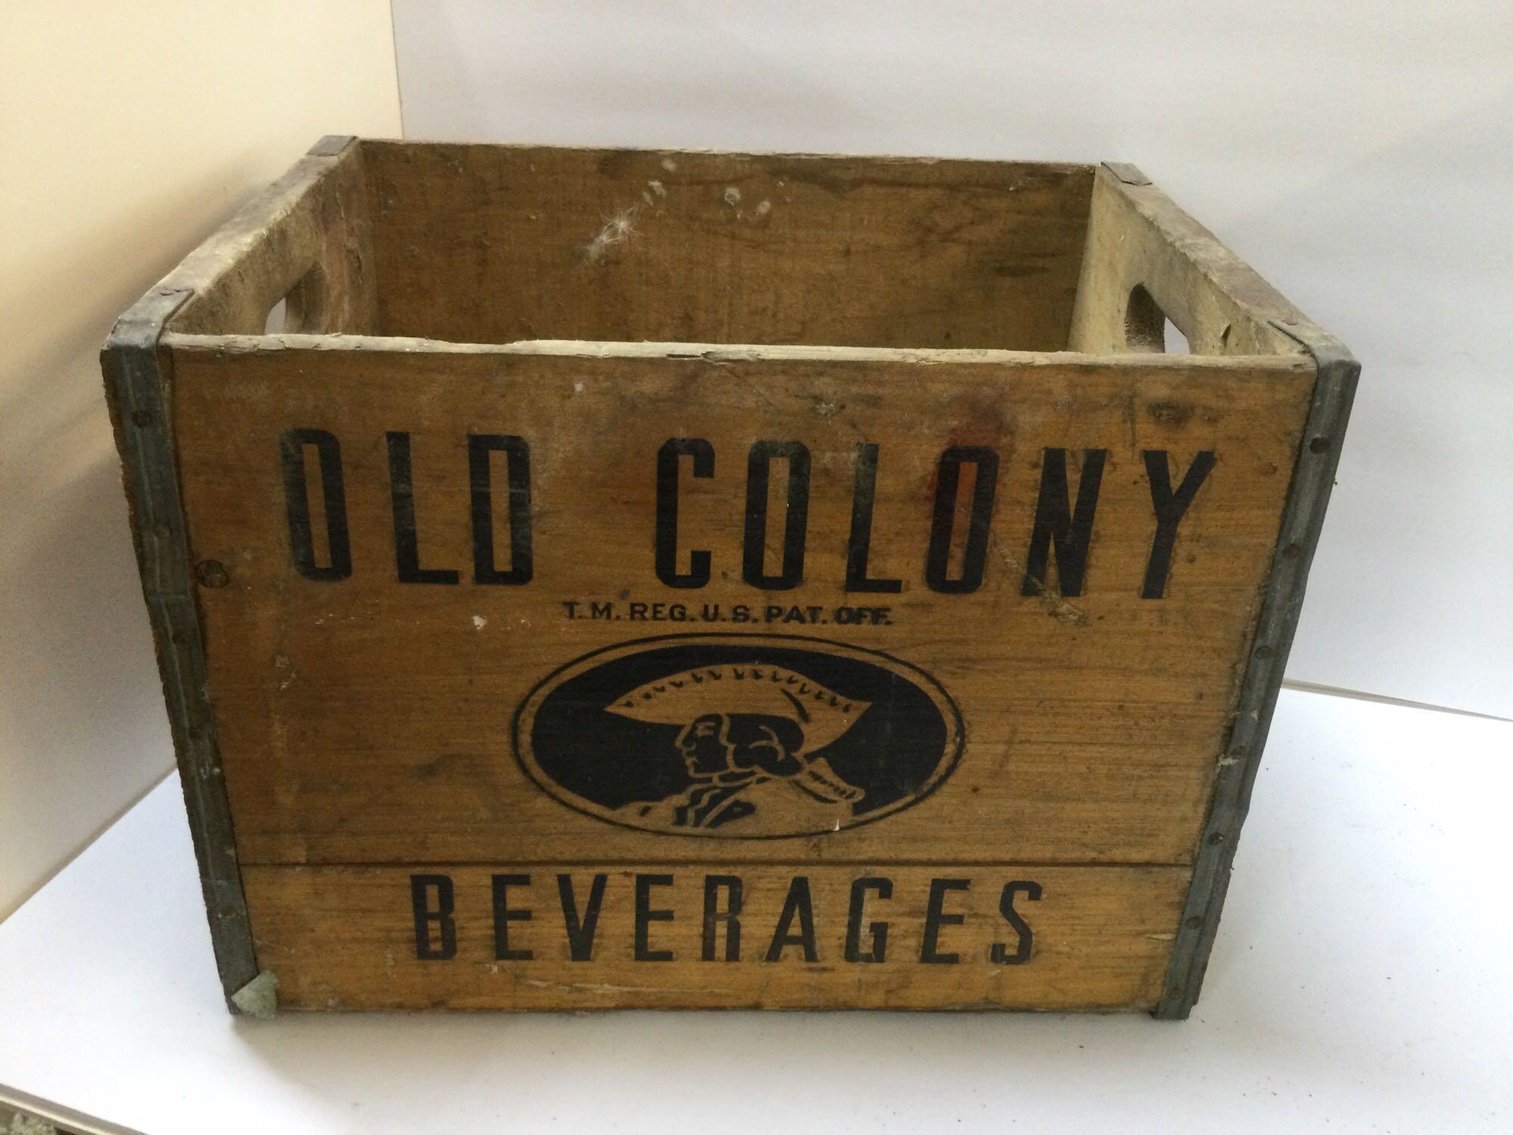 OLD COLONY
T.M. REG. U.S. PAT. OFF.
BEVERAGES